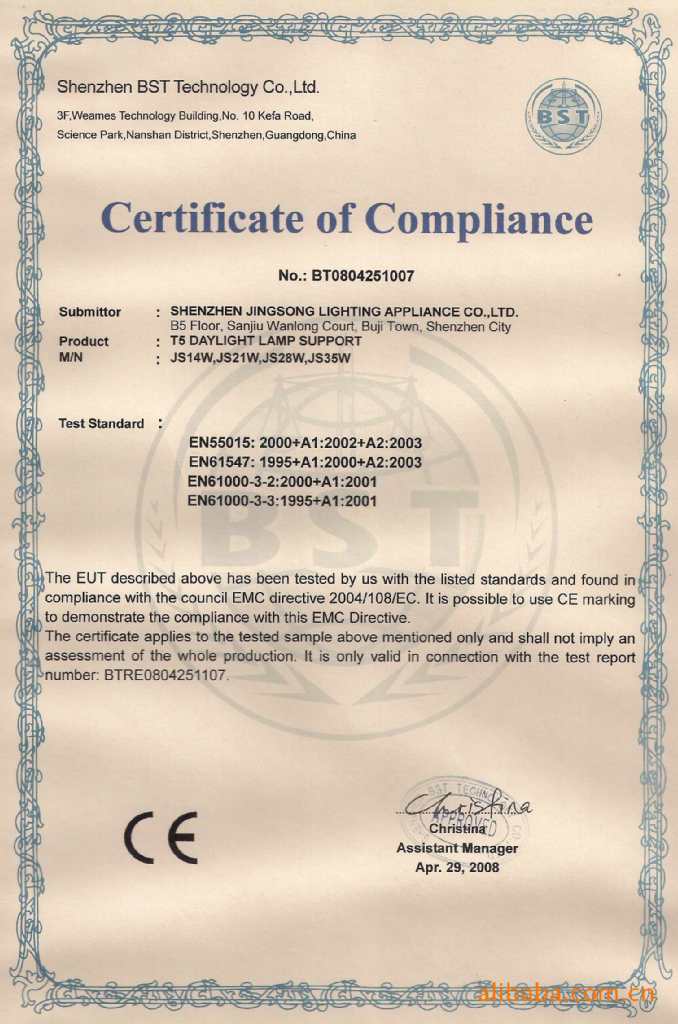 Shenzhen BST Technology Co.,Ltd.
3F,Weames Technology Building,No. 10 Kefa Road,
Science Park,Nanshan District,Shenzhen,Guangdong,China
BST
Certificate of Compliance
No.: BT0804251007
Submittor : SHENZHEN JINGSONG LIGHTING APPLIANCE CO.,LTD.
B5 Floor, Sanjiu Wanlong Court, Buji Town, Shenzhen City
Product : T5 DAYLIGHT LAMP SUPPORT
M/N : JS14W,JS21W,JS28W,JS35W
Test Standard :
EN55015: 2000+A1:2002+A2:2003
EN61547: 1995+A1:2000+A2:2003
EN61000-3-2:2000+A1:2001
EN61000-3-3:1995+A1:2001
BST
The EUT described above has been tested by us with the listed standards and found in
compliance with the council EMC directive 2004/108/EC. It is possible to use CE marking
to demonstrate the compliance with this EMC Directive.
The certificate applies to the tested sample above mentioned only and shall not imply an
assessment of the whole production. It is only valid in connection with the test report
number: BTRE0804251107.
CE
BST TECHNO
Christina
APPROVED
Christina
Assistant Manager
Apr. 29, 2008
alibaba.com.cn